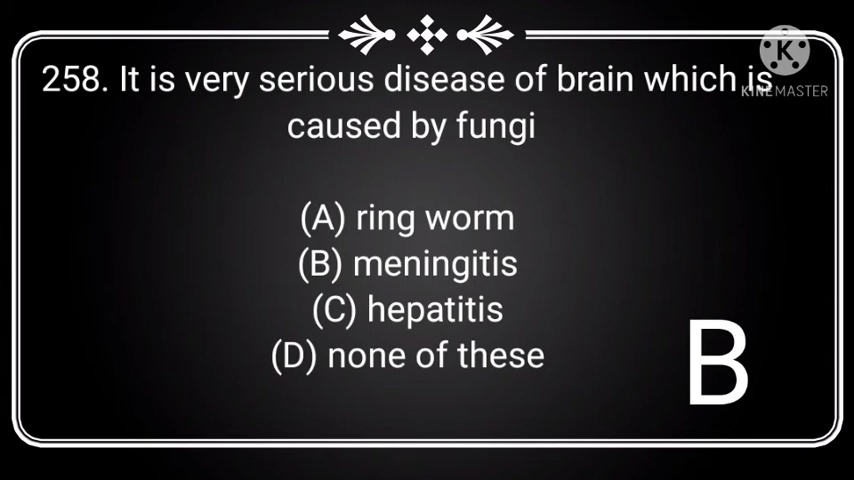 258. It is very serious disease of brain which is
caused by fungi
(A) ring worm
(B) meningitis
(C) hepatitis
(D) none of these
B
K
KINEMASTER